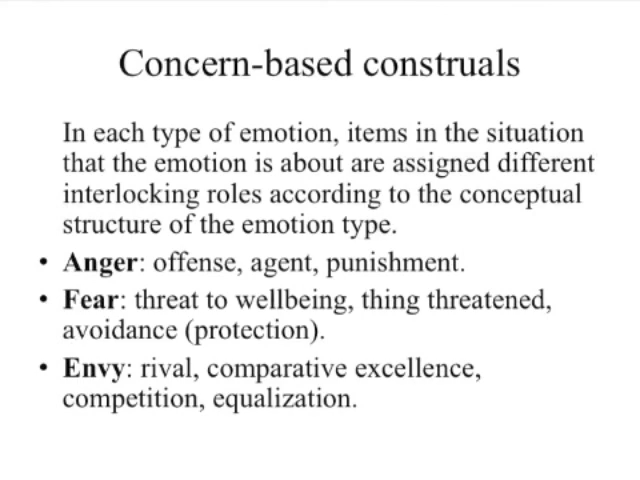 Concern-based construals
In each type of emotion, items in the situation
that the emotion is about are assigned different
interlocking roles according to the conceptual
structure of the emotion type.
• Anger: offense, agent, punishment.
• Fear: threat to wellbeing, thing threatened,
avoidance (protection).
• Envy: rival, comparative excellence,
competition, equalization.